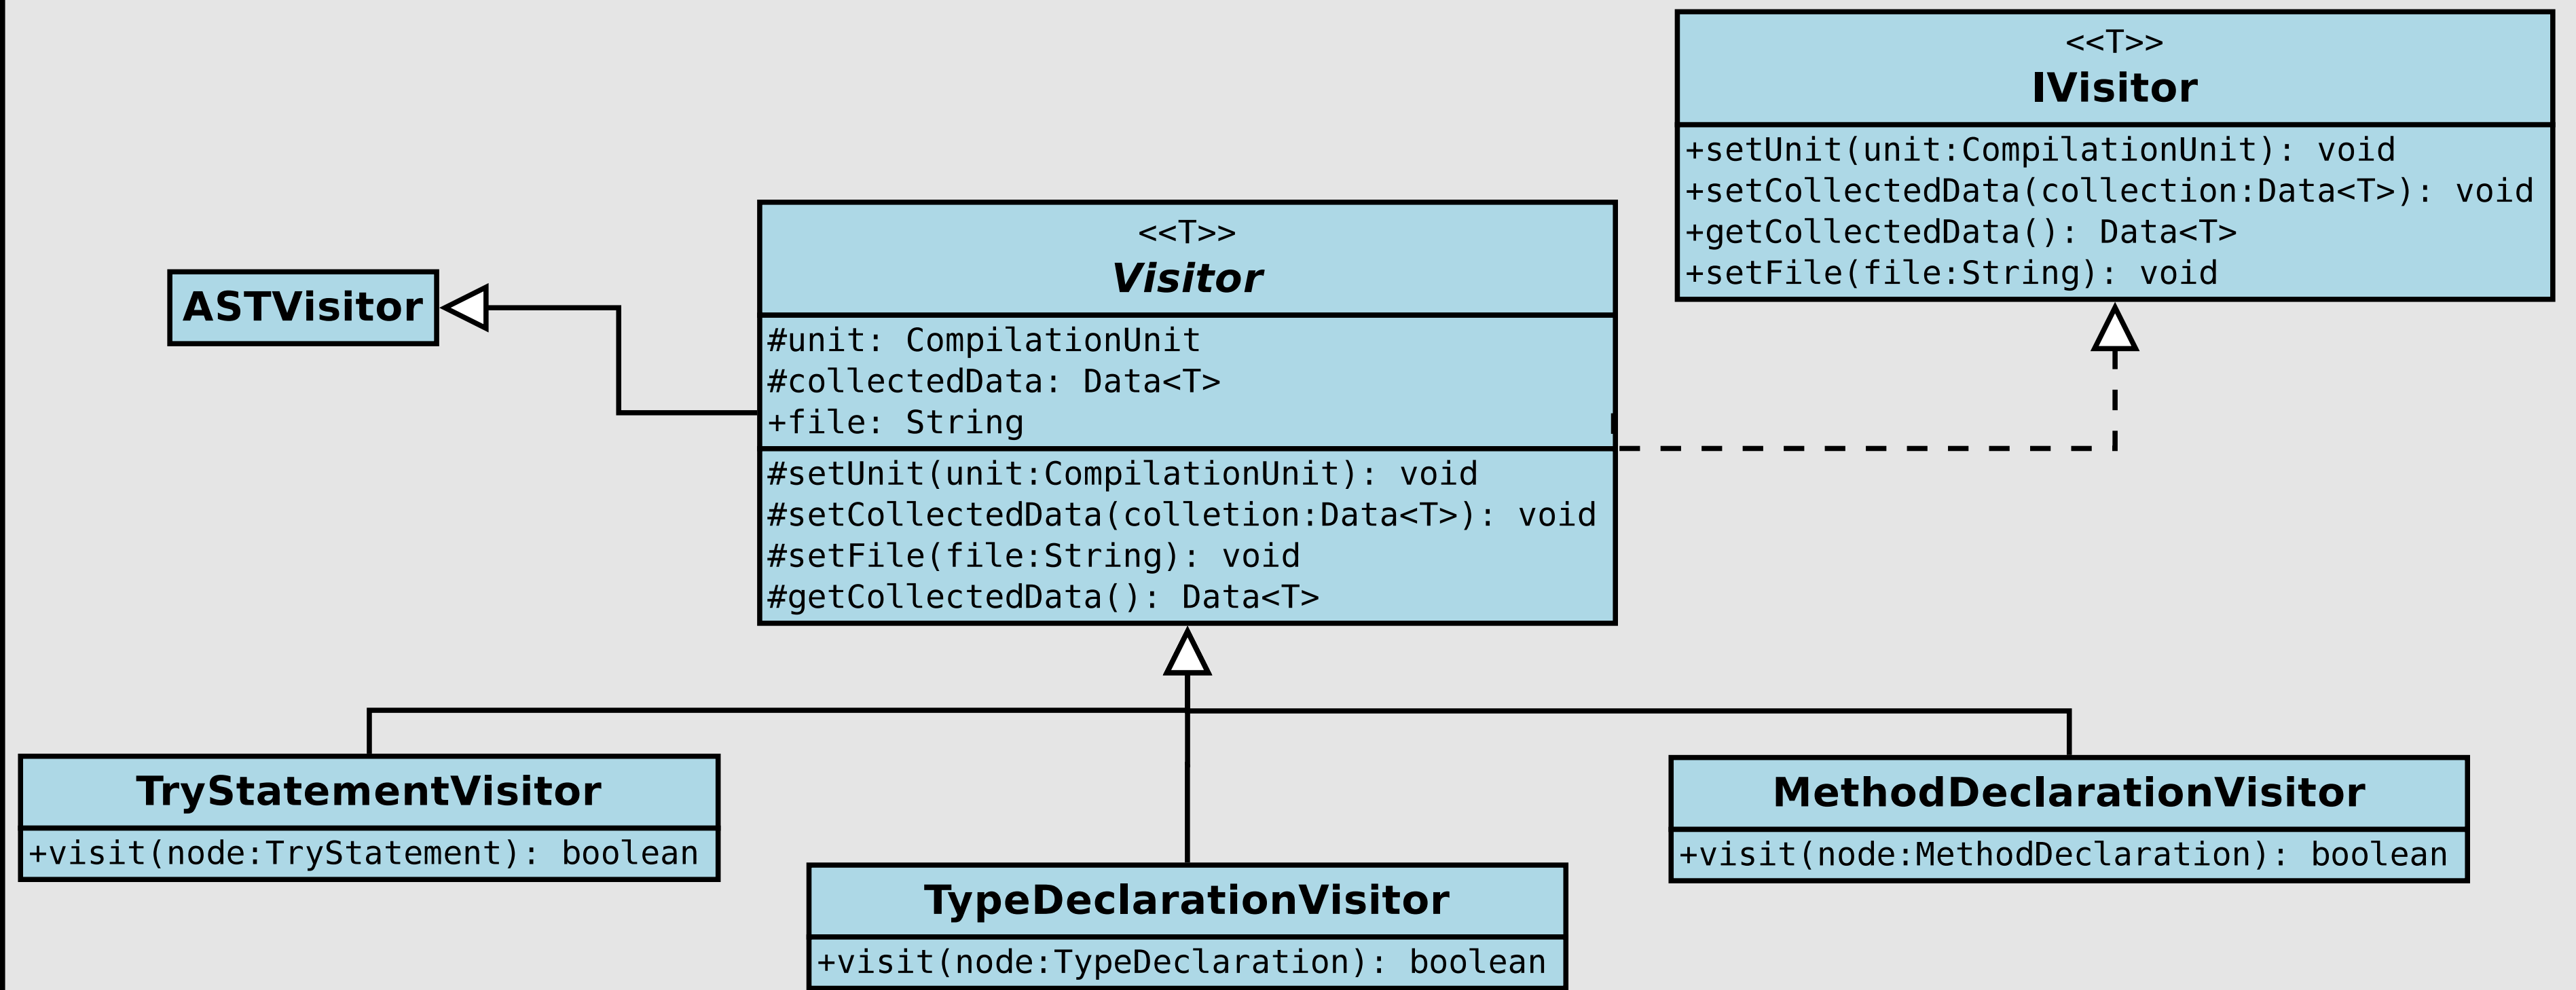 <<T>>
IVisitor
+setUnit(unit:CompilationUnit): void
+setCollectedData(collection:Data<T>): void
+getCollectedData(): Data<T>
+setFile(file:String): void
<<T>>
Visitor
#unit: CompilationUnit
#collectedData: Data<T>
+file: String
#setUnit(unit:CompilationUnit): void
#setCollectedData(colletion:Data<T>): void
#setFile(file:String): void
#getCollectedData(): Data<T>
ASTVisitor
TryStatementVisitor
+visit(node:TryStatement): boolean
TypeDeclarationVisitor
+visit(node:TypeDeclaration): boolean
MethodDeclarationVisitor
+visit(node:MethodDeclaration): boolean